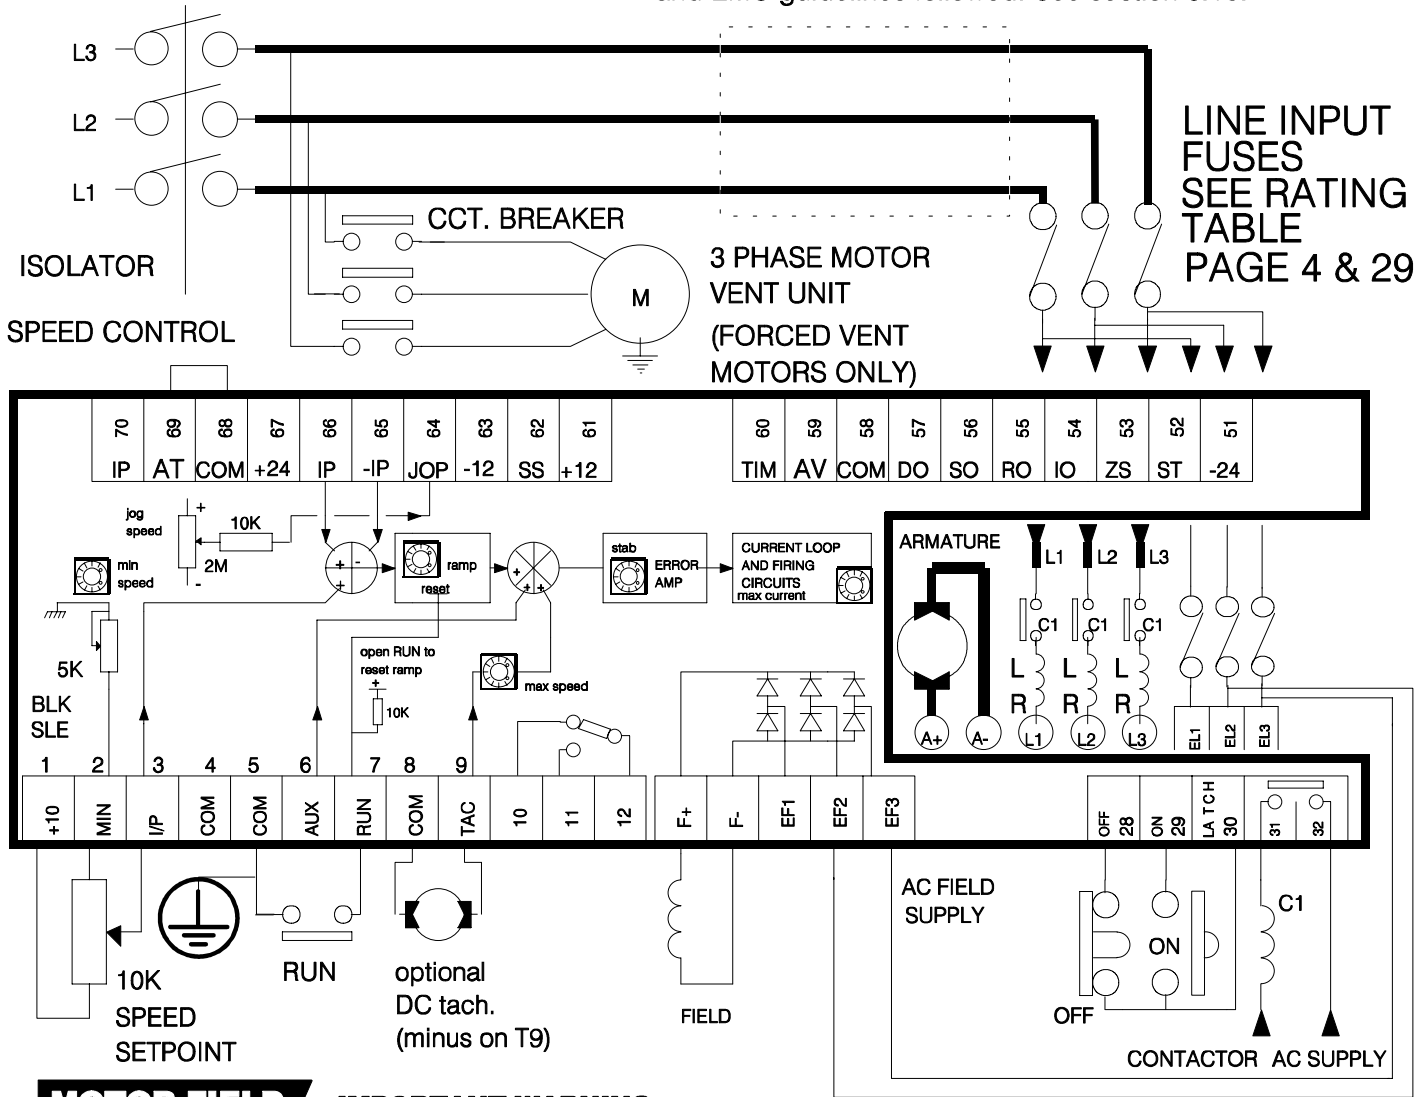 L3
L2
L1
ISOLATOR
CCT. BREAKER
M
3 PHASE MOTOR
VENT UNIT
(FORCED VENT
MOTORS ONLY)
LINE INPUT
FUSES
SEE RATING
TABLE
PAGE 4 & 29
SPEED CONTROL
70 69 68 67 66 65 64 63 62 61
IP AT COM +24 IP -IP JOP -12 SS +12
60 59 58 57 56 55 54 53 52 51
TIM AV COM DO SO RO IO ZS ST -24
jog
speed
+
10K
2M
-
min
speed
5K
BLK
SLE
+ -
+
ramp
reset
+ + +
stab
ERROR
AMP
CURRENT LOOP
AND FIRING
CIRCUITS
max current
open RUN to
reset ramp
+
10K
max speed
ARMATURE
A+ A-
L1 L2 L3
C1 C1 C1
L L L
R R R
L1 L2 L3
EL1 EL2 EL3
1 2 3 4 5 6 7 8 9
+10 MIN I/P COM COM AUX RUN COM TAC 10 11 12
F+ F- EF1 EF2 EF3
OFF 28 ON 29 LATCH 30 31 32
10K
SPEED
SETPOINT
RUN
optional
DC tach.
(minus on T9)
FIELD
AC FIELD
SUPPLY
ON
OFF
C1
CONTACTOR AC SUPPLY
MOTOR FIELD
IMPORTANT WARNING